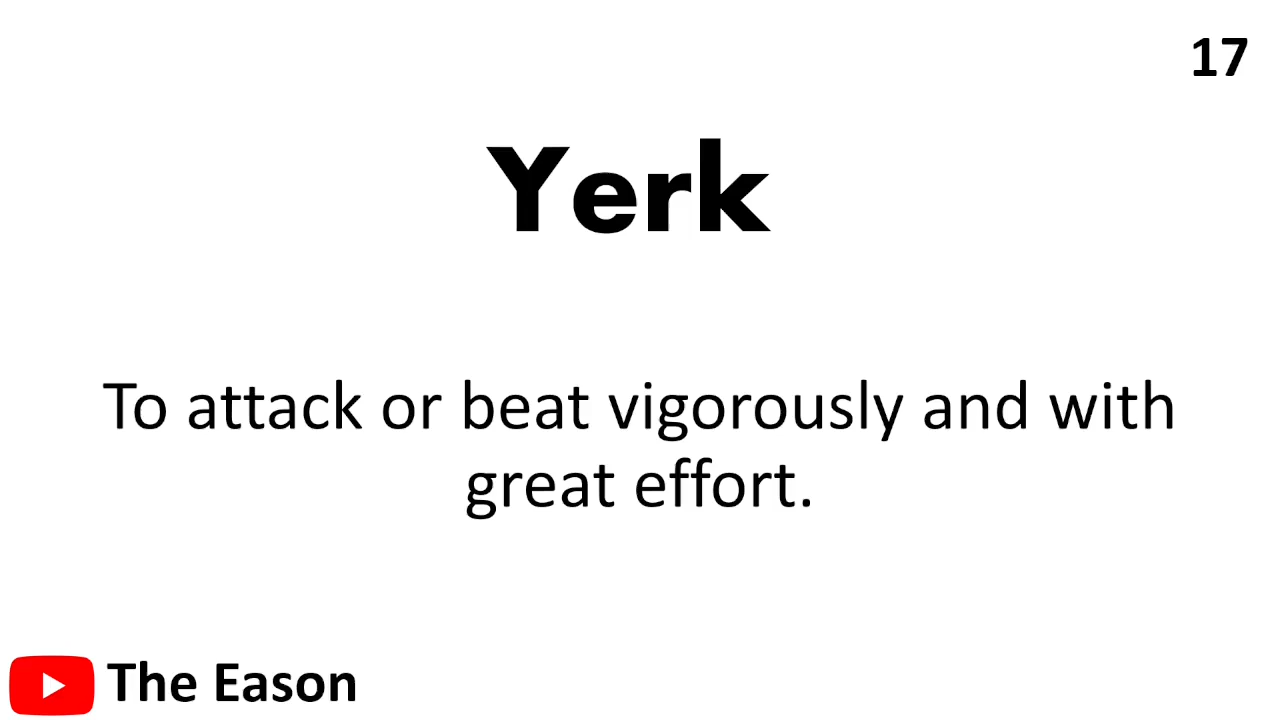 17
Yerk
To attack or beat vigorously and with
great effort.
The Eason